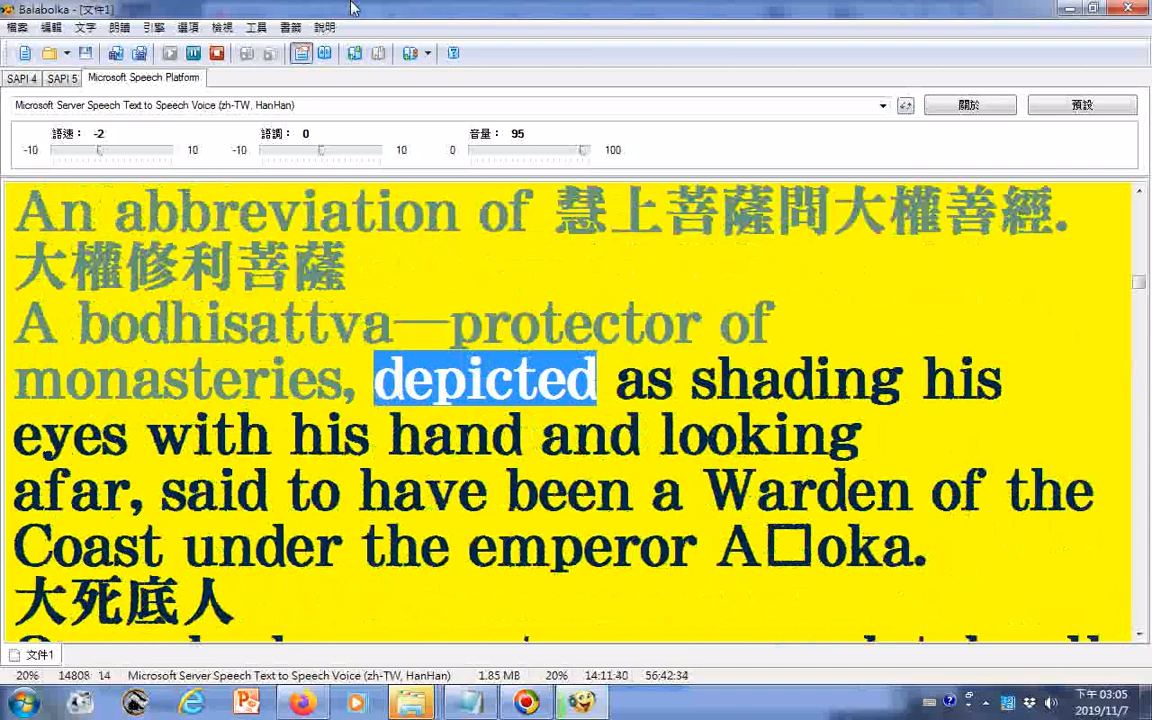 Balabolka - [文件1]
檔案 編輯 文字 朗讀 引擎 選項 檢視 工具 書籤 說明
SAPI 4 SAPI 5 Microsoft Speech Platform
Microsoft Server Speech Text to Speech Voice (zh-TW, HanHan) 關於 預設
語速： -2 語調： 0 音量： 95
-10 10 -10 10 0 100
An abbreviation of 慧上菩薩問大權善經.
大權修利菩薩
A bodhisattva—protector of
monasteries, depicted as shading his
eyes with his hand and looking
afar, said to have been a Warden of the
Coast under the emperor A□oka.
大死底人
文件1
20% 14808 14 Microsoft Server Speech Text to Speech Voice (zh-TW, HanHan) 1.85 MB 20% 14:11:40 56:42:34
下午 03:05
2019/11/7